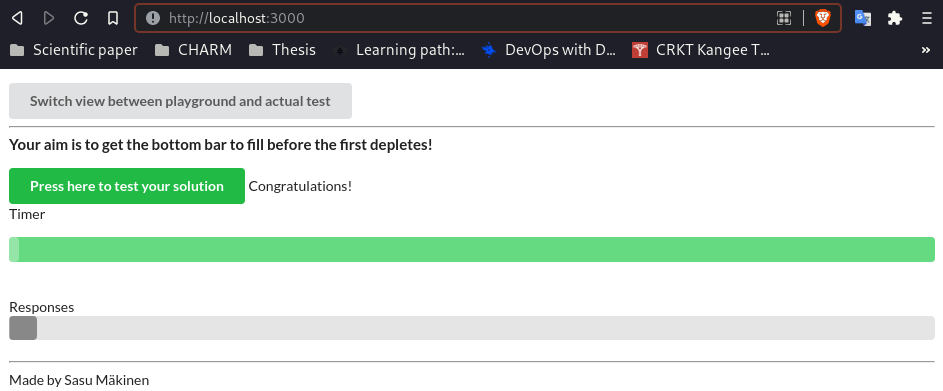 http://localhost:3000
Scientific paper CHARM Thesis Learning path:... DevOps with D... CRKT Kangee T... »
Switch view between playground and actual test
Your aim is to get the bottom bar to fill before the first depletes!
Press here to test your solution Congratulations!
Timer
Responses
Made by Sasu Mäkinen